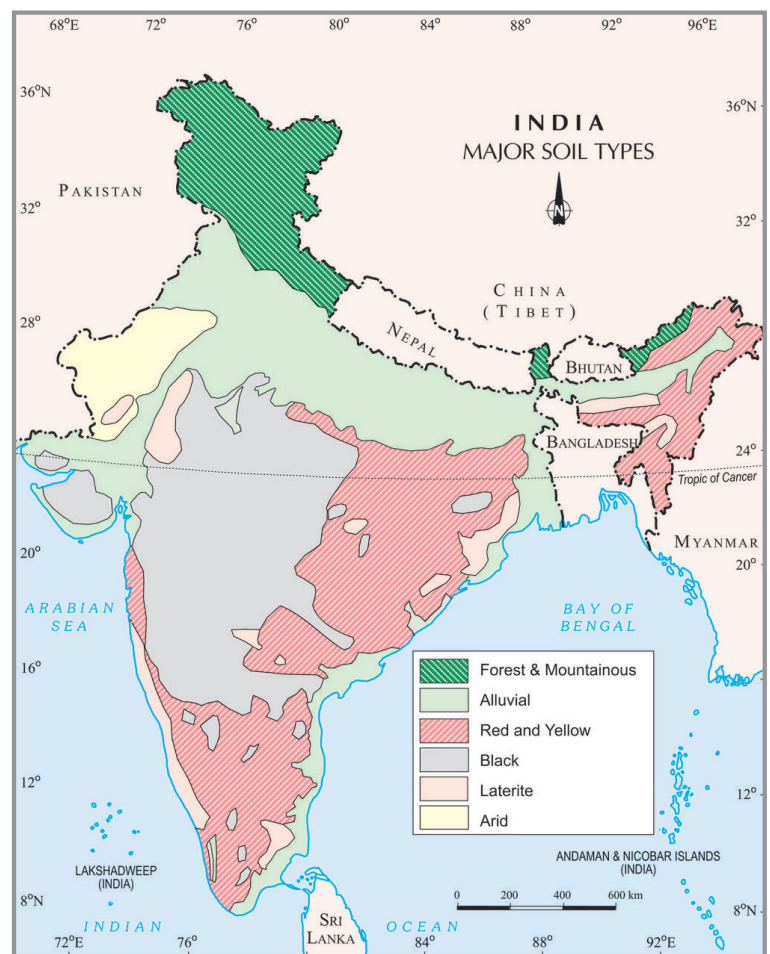 68°E 72° 76° 80° 84° 88° 92° 96°E
36°N
36°N
INDIA
MAJOR SOIL TYPES
N
PAKISTAN
32°
32°
CHINA
(TIBET)
NEPAL
28°
28°
BHUTAN
BANGLADESH
24°
24°
Tropic of Cancer
MYANMAR
20°
20°
ARABIAN
SEA
BAY OF
BENGAL
16°
16°
Forest & Mountainous
Alluvial
Red and Yellow
Black
Laterite
Arid
12°
12°
LAKSHADWEEP
(INDIA)
ANDAMAN & NICOBAR ISLANDS
(INDIA)
0 200 400 600 km
8°N
8°N
INDIAN
OCEAN
SRI
LANKA
72°E 76° 84° 88° 92°E